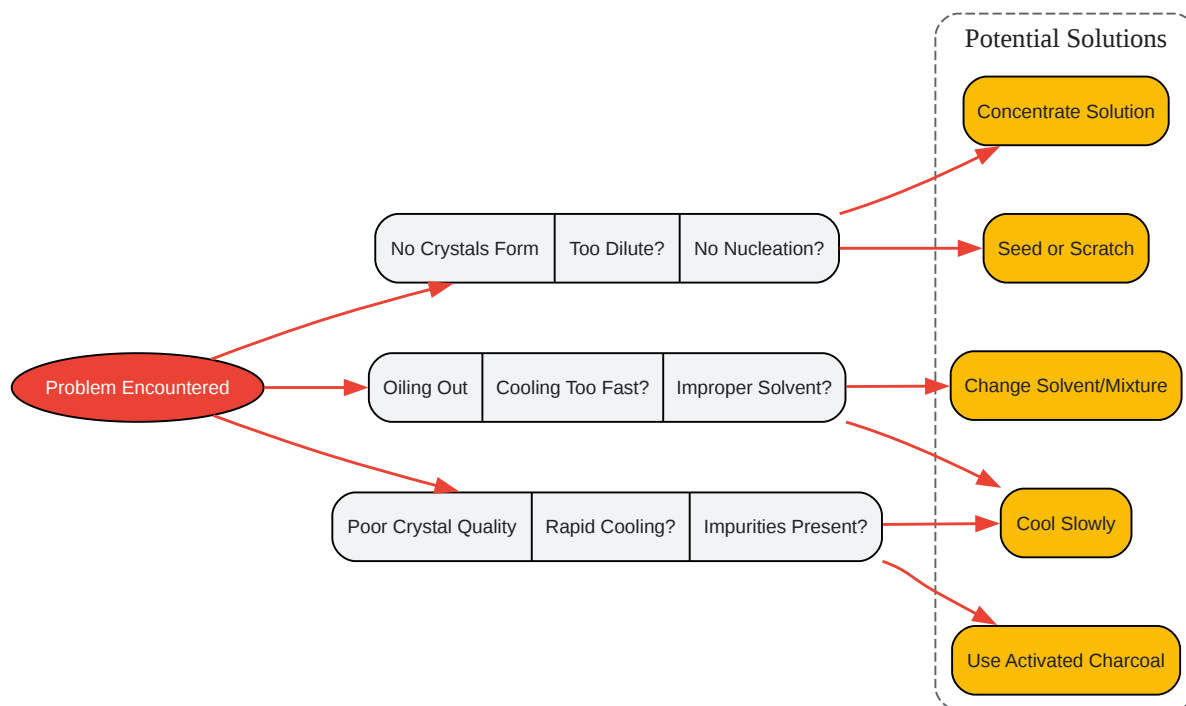 Potential Solutions
Concentrate Solution
No Crystals Form
Too Dilute?
No Nucleation?
Seed or Scratch
Problem Encountered
Oiling Out
Cooling Too Fast?
Improper Solvent?
Change Solvent/Mixture
Poor Crystal Quality
Rapid Cooling?
Impurities Present?
Cool Slowly
Use Activated Charcoal